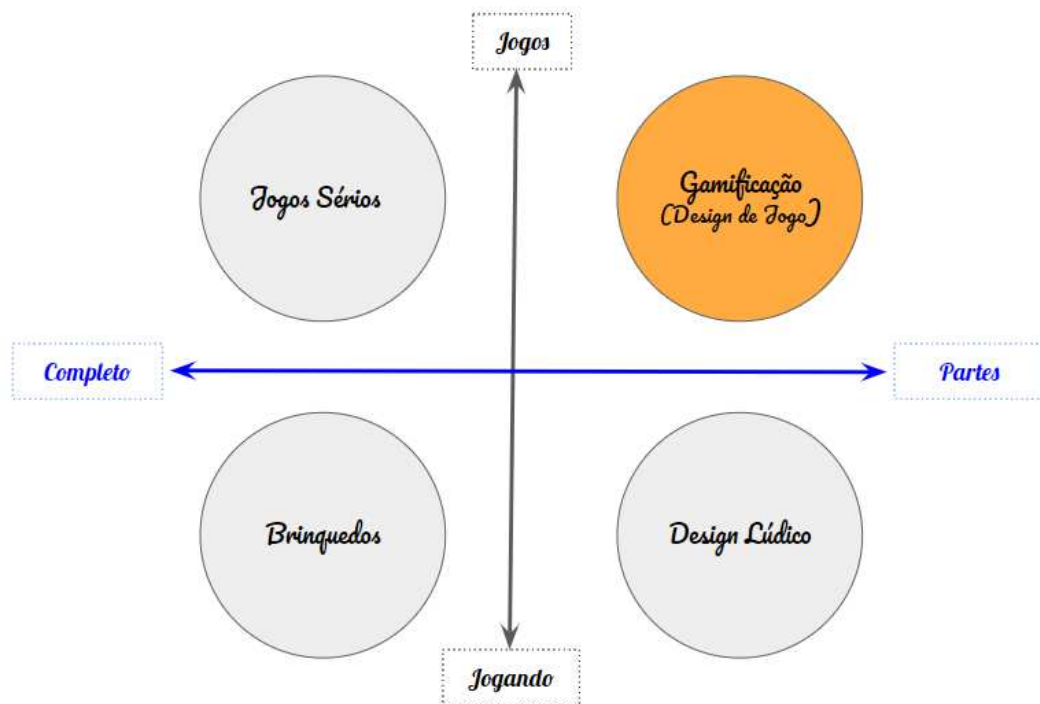 Jogos
Jogos Sérios
Gamificação
(Design de Jogo)
Completo
Partes
Brinquedos
Design Lúdico
Jogando